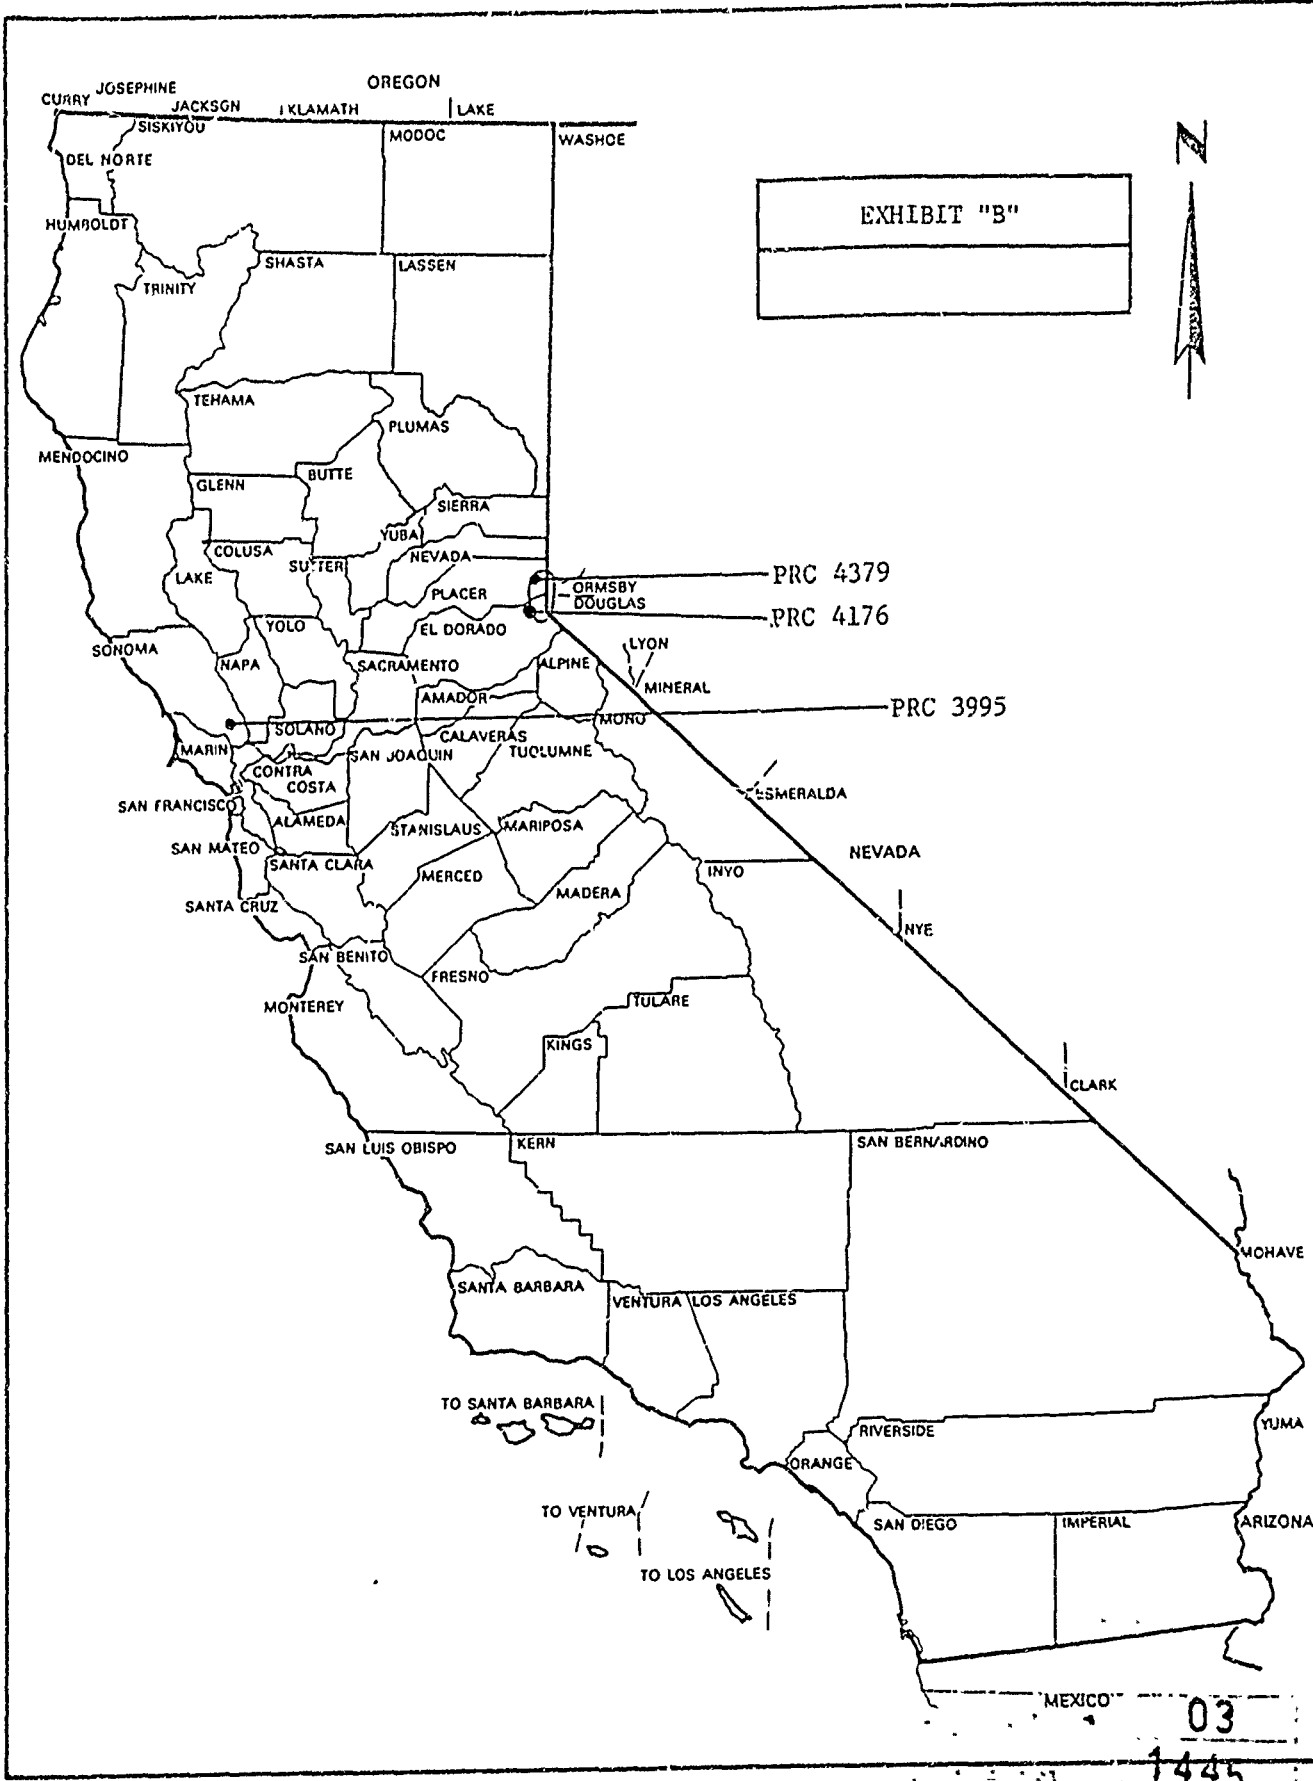 OREGON
JOSEPHINE
CURRY
JACKSON
KLAMATH
LAKE
SISKIYOU
MODOC
WASHOE
DEL NORTE
N
EXHIBIT "B"
HUMBOLDT
SHASTA
LASSEN
TRINITY
TEHAMA
PLUMAS
MENDOCINO
BUTTE
GLENN
SIERRA
YUBA
COLUSA
NEVADA
SUTTER
LAKE
PRC 4379
ORMSBY
PLACER
DOUGLAS
PRC 4176
YOLO
EL DORADO
SONOMA
LYON
NAPA
SACRAMENTO
ALPINE
MINERAL
AMADOR
PRC 3995
MONO
SOLANO
CALAVERAS
MARIN
SAN JOAQUIN
TUOLUMNE
CONTRA
COSTA
ESMERALDA
SAN FRANCISCO
ALAMEDA
STANISLAUS
MARIPOSA
SAN MATEO
NEVADA
SANTA CLARA
INYO
MERCED
MADERA
SANTA CRUZ
NYE
SAN BENITO
FRESNO
MONTEREY
TULARE
KINGS
CLARK
SAN LUIS OBISPO
KERN
SAN BERNARDINO
MOHAVE
SANTA BARBARA
VENTURA
LOS ANGELES
TO SANTA BARBARA
YUMA
RIVERSIDE
ORANGE
TO VENTURA
SAN DIEGO
IMPERIAL
ARIZONA
TO LOS ANGELES
MEXICO
03